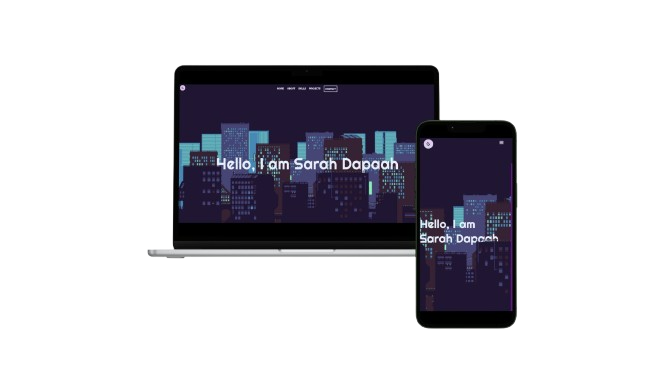 HOME ABOUT SKILLS PROJECTS CONTACT
Hello, I am Sarah Dapaah
Hello, I am
Sarah Dapaah